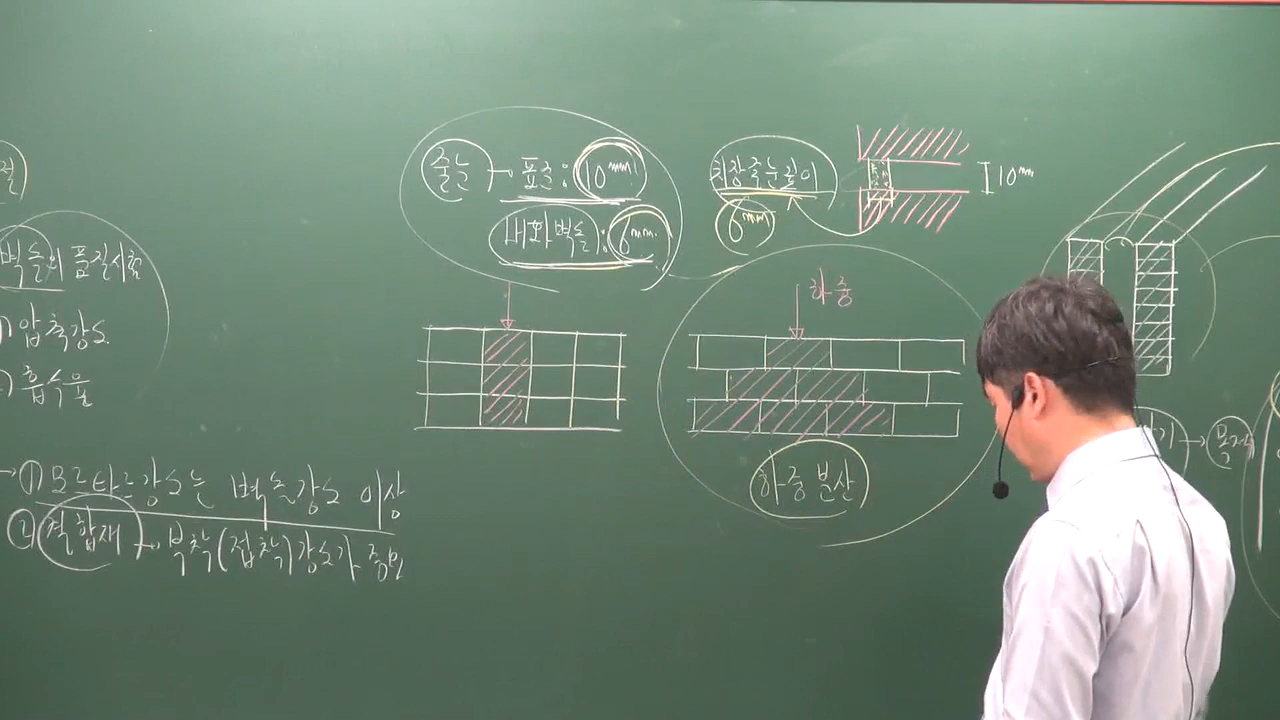 줄눈 → 표준 : 10mm
내화벽돌 : 6mm
치장줄눈깊이
6mm
10mm
벽돌의 품질시험
1) 압축강도
2) 흡수율
하중
하중 분산
→ ① 모르타르강도는 벽돌강도 이상
② 접합재 → 부착(접착)강도가 중요